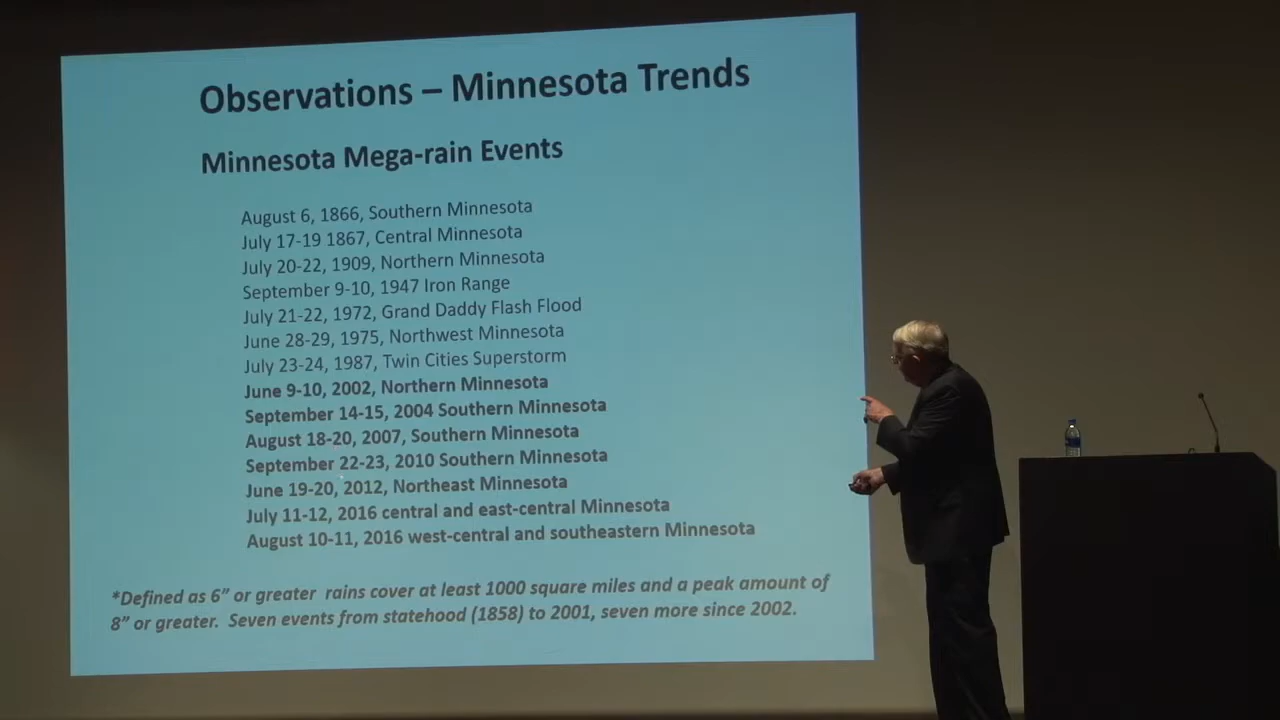 Observations – Minnesota Trends
Minnesota Mega-rain Events
August 6, 1866, Southern Minnesota
July 17-19 1867, Central Minnesota
July 20-22, 1909, Northern Minnesota
September 9-10, 1947 Iron Range
July 21-22, 1972, Grand Daddy Flash Flood
June 28-29, 1975, Northwest Minnesota
July 23-24, 1987, Twin Cities Superstorm
June 9-10, 2002, Northern Minnesota
September 14-15, 2004 Southern Minnesota
August 18-20, 2007, Southern Minnesota
September 22-23, 2010 Southern Minnesota
June 19-20, 2012, Northeast Minnesota
July 11-12, 2016 central and east-central Minnesota
August 10-11, 2016 west-central and southeastern Minnesota
*Defined as 6” or greater rains cover at least 1000 square miles and a peak amount of
8” or greater. Seven events from statehood (1858) to 2001, seven more since 2002.